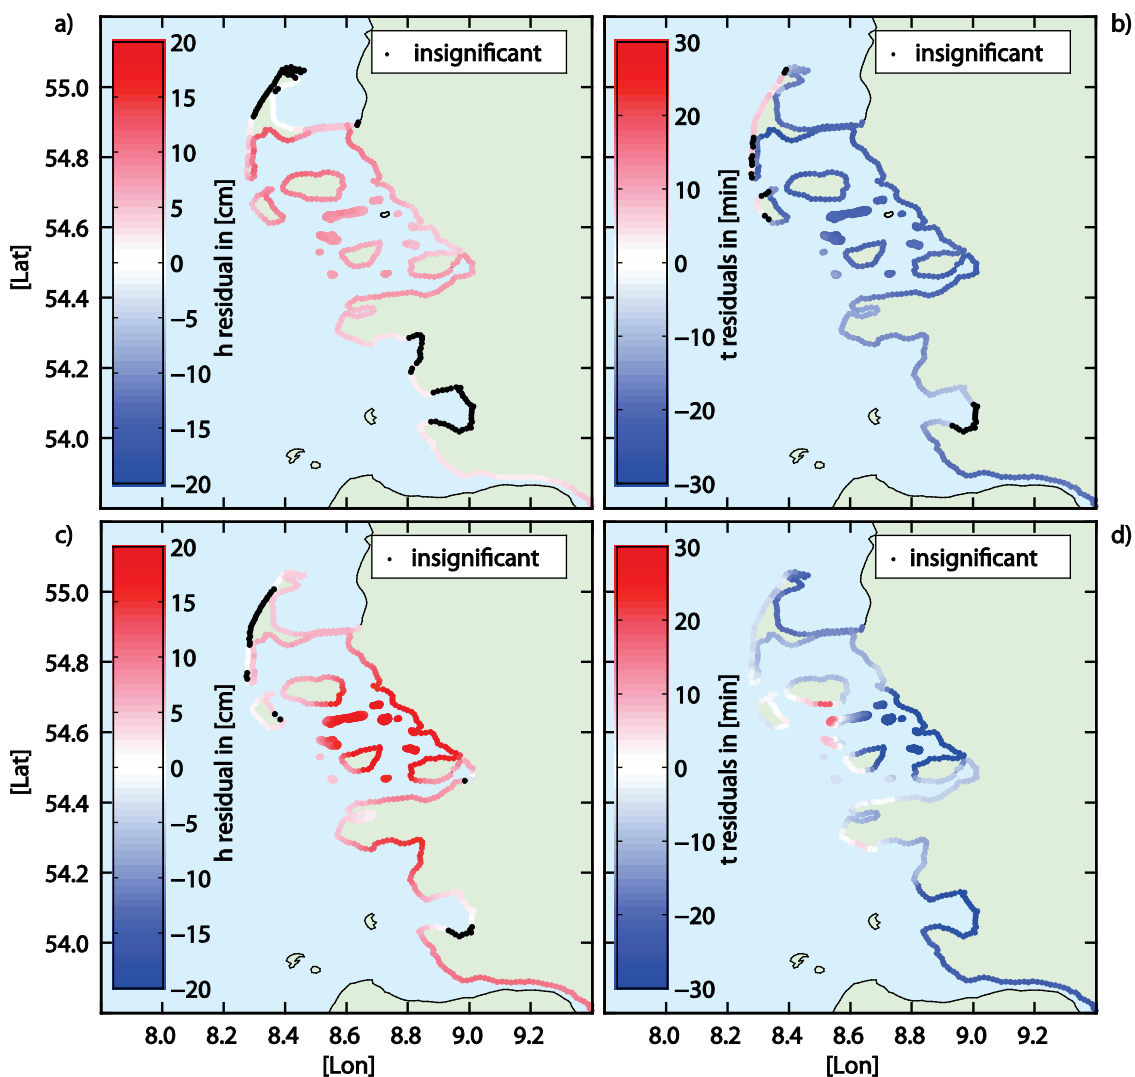 a)
20
15
10
5
0
−5
−10
−15
−20
h residual in [cm]
insignificant
55.0
54.8
54.6
54.4
54.2
54.0
[Lat]
b)
30
20
10
0
−10
−20
−30
t residuals in [min]
insignificant
c)
20
15
10
5
0
−5
−10
−15
−20
h residual in [cm]
insignificant
55.0
54.8
54.6
54.4
54.2
54.0
[Lat]
8.0 8.2 8.4 8.6 8.8 9.0 9.2
[Lon]
d)
30
20
10
0
−10
−20
−30
t residuals in [min]
insignificant
8.0 8.2 8.4 8.6 8.8 9.0 9.2
[Lon]